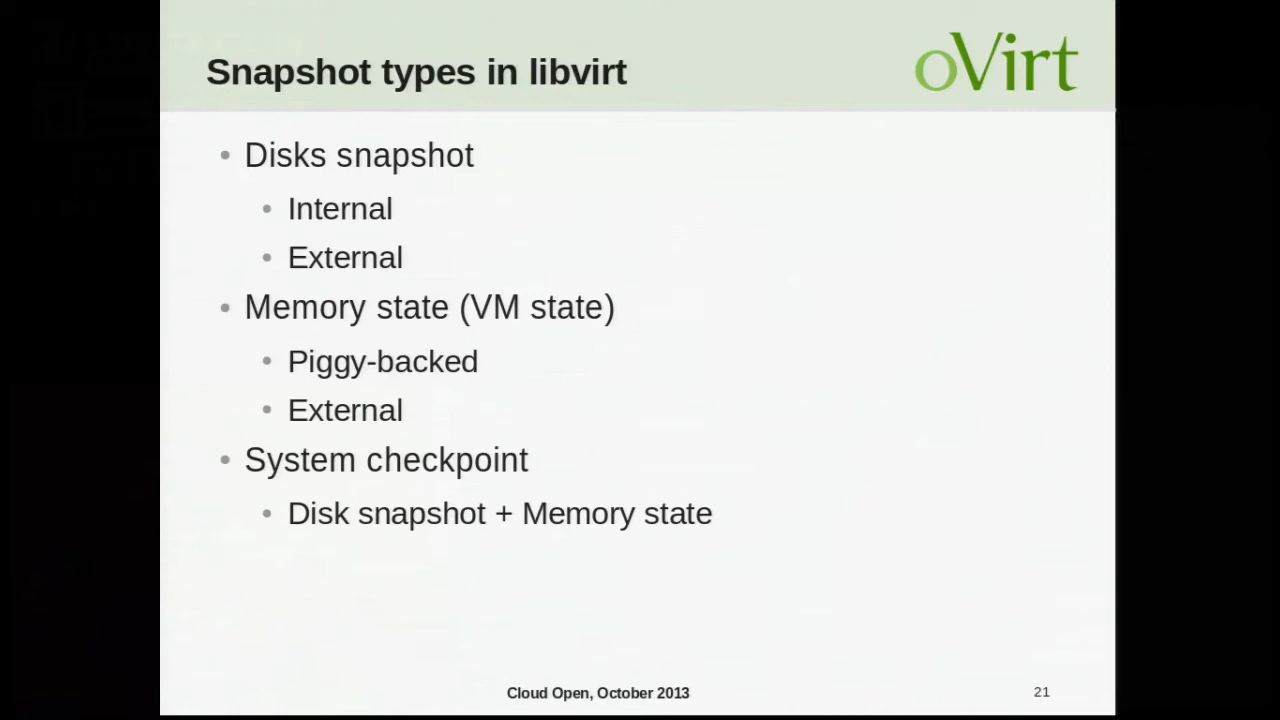 Snapshot types in libvirt
oVirt
• Disks snapshot
• Internal
• External
• Memory state (VM state)
• Piggy-backed
• External
• System checkpoint
• Disk snapshot + Memory state
Cloud Open, October 2013
21